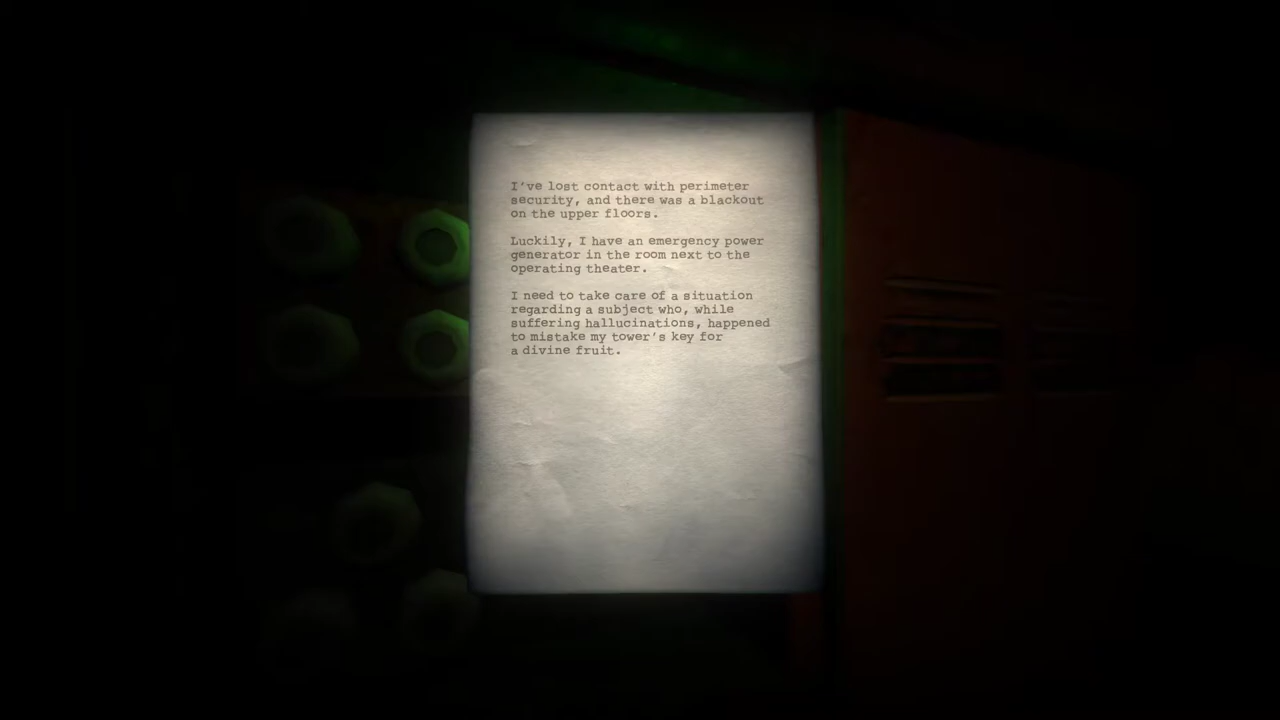 I've lost contact with perimeter
security, and there was a blackout
on the upper floors.
Luckily, I have an emergency power
generator in the room next to the
operating theater.
I need to take care of a situation
regarding a subject who, while
suffering hallucinations, happened
to mistake my tower's key for
a divine fruit.